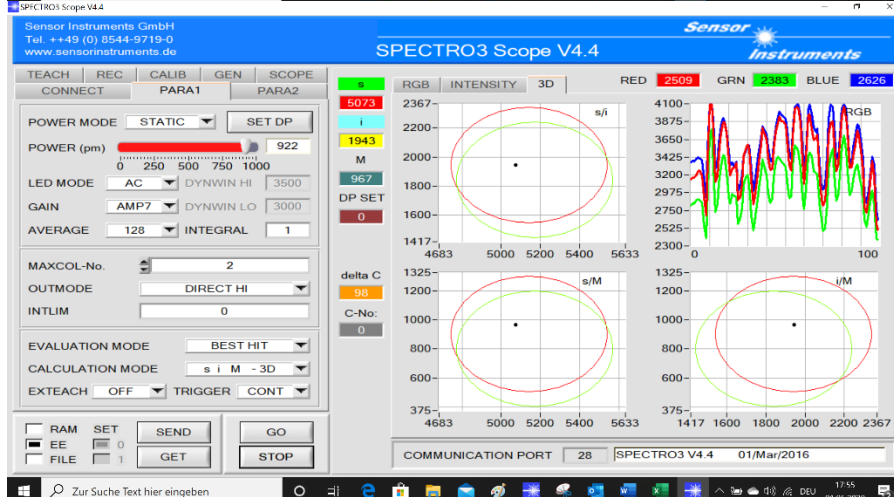 SPECTRO3 Scope V4.4
Sensor Instruments GmbH
Tel. ++49 (0) 8544-9719-0
www.sensorinstruments.de
SPECTRO3 Scope V4.4
Sensor
Instruments
TEACH REC CALIB GEN SCOPE
CONNECT PARA1 PARA2
POWER MODE STATIC SET DP
POWER (pm) 922
0 250 500 750 1000
LED MODE AC DYNWIN HI 3500
GAIN AMP7 DYNWIN LO 3000
AVERAGE 128 INTEGRAL 1
MAXCOL-No. 2
OUTMODE DIRECT HI
INTLIM 0
EVALUATION MODE BEST HIT
CALCULATION MODE s i M - 3D
EXTEACH OFF TRIGGER CONT
RAM SET
EE 0
FILE 1
SEND GO
GET STOP
s
5073
i
1943
M
967
DP SET
0
delta C
98
C-No:
0
RGB INTENSITY 3D
RED 2509 GRN 2383 BLUE 2626
s/i
2367
2200
2000
1800
1600
1417
4683 5000 5200 5400 5633
RGB
4100
3875
3650
3425
3200
2975
2750
2525
2300
0 100
s/M
1325
1200
1000
800
600
375
4683 5000 5200 5400 5633
i/M
1325
1200
1000
800
600
375
1417 1600 1800 2000 2200 2367
COMMUNICATION PORT 28 SPECTRO3 V4.4 01/Mar/2016
Zur Suche Text hier eingeben
DEU
17:55